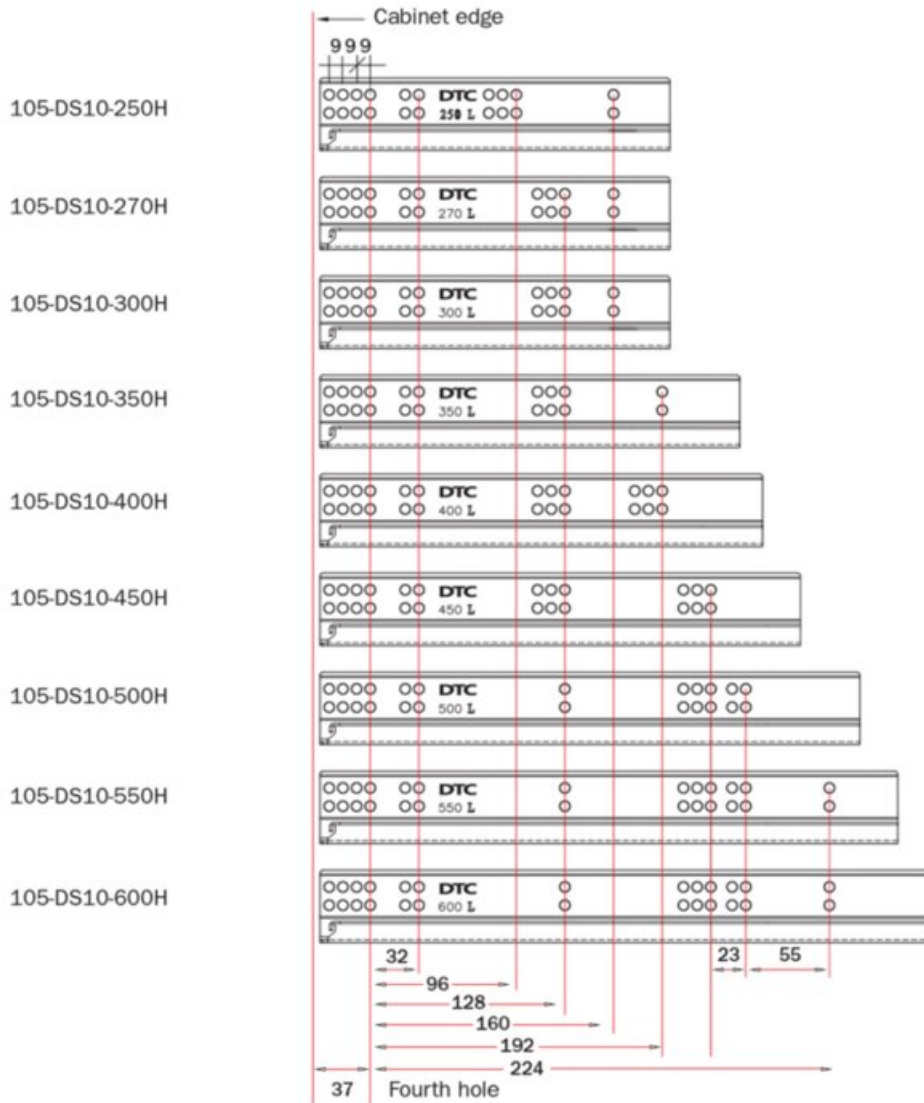 Cabinet edge
9 9 9
105-DS10-250H
DTC
250 L
105-DS10-270H
DTC
270 L
105-DS10-300H
DTC
300 L
105-DS10-350H
DTC
350 L
105-DS10-400H
DTC
400 L
105-DS10-450H
DTC
450 L
105-DS10-500H
DTC
500 L
105-DS10-550H
DTC
550 L
105-DS10-600H
DTC
600 L
32 23 55
96
128
160
192
224
37 Fourth hole